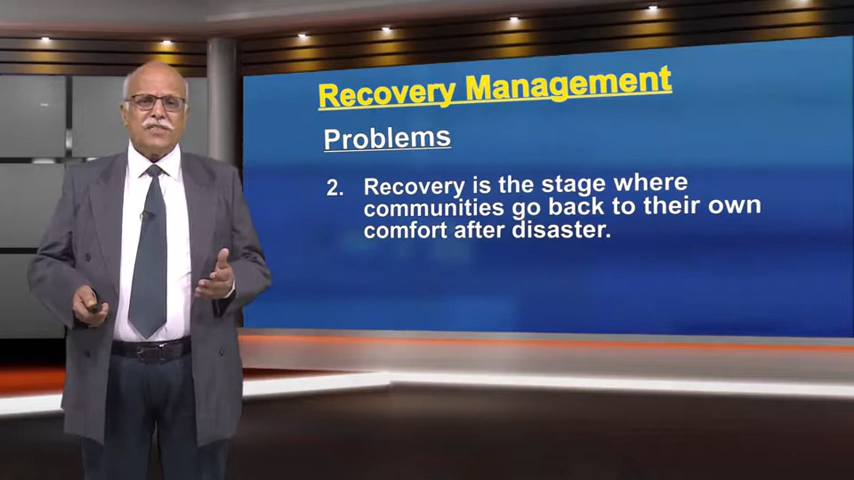 Recovery Management
Problems
2. Recovery is the stage where
communities go back to their own
comfort after disaster.